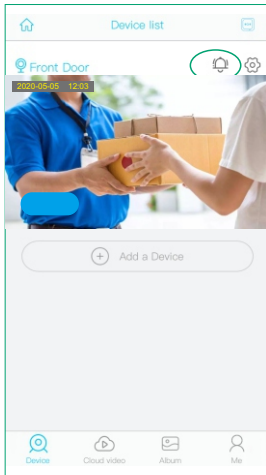 Device list
Front Door
2020-05-05 12:03
Add a Device
Device
Cloud video
Album
Me